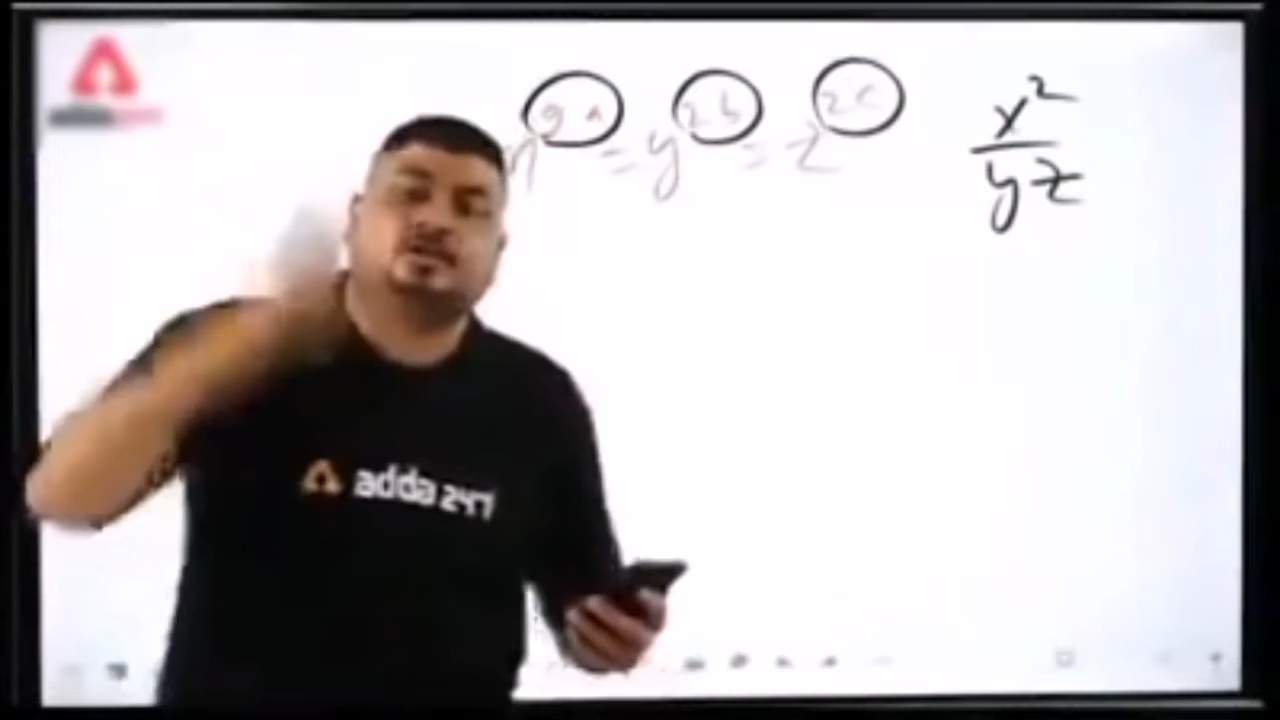 x^{2a} = y^{2b} = z^{2c}
x²/yz
adda 247